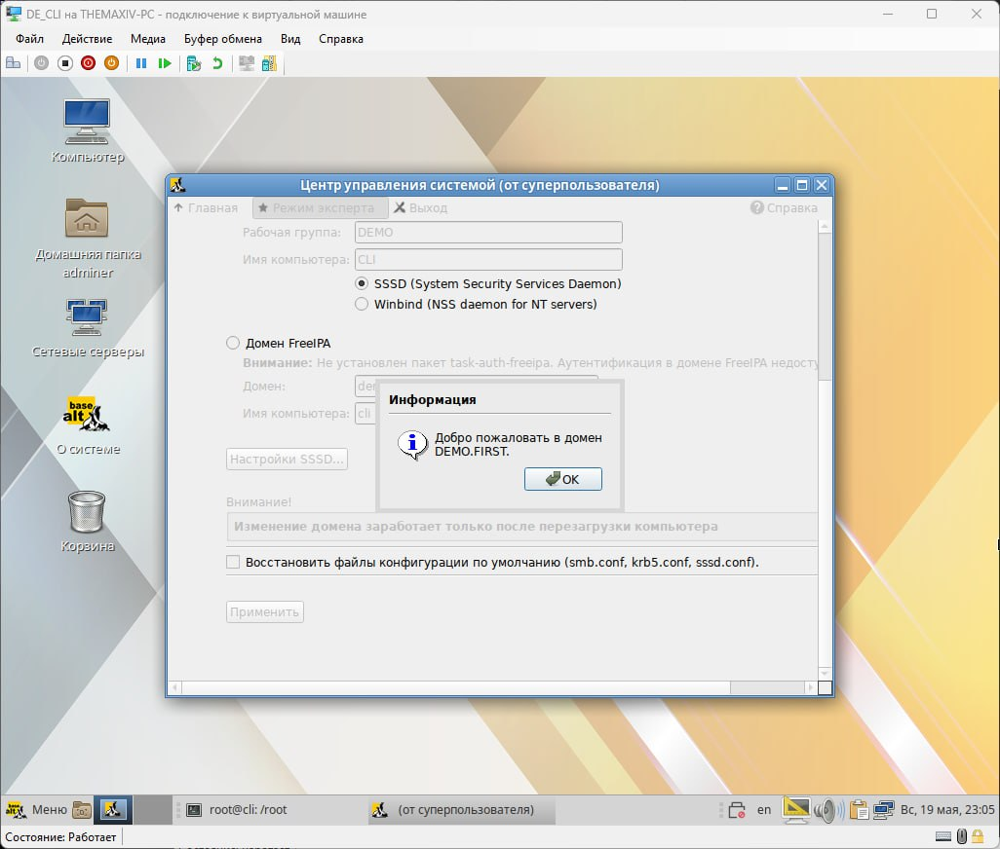 DE_CLI на THEMAXIV-PC - подключение к виртуальной машине
Файл Действие Медиа Буфер обмена Вид Справка
Компьютер
Домашняя папка
adminer
Сетевые серверы
base
alt
О системе
Корзина
Центр управления системой (от суперпользователя)
Главная Режим эксперта Выход Справка
Рабочая группа: DEMO
Имя компьютера: CLI
SSSD (System Security Services Daemon)
Winbind (NSS daemon for NT servers)
Домен FreeIPA
Внимание: Не установлен пакет task-auth-freeipa. Аутентификация в домене FreeIPA недосту
Домен: de
Имя компьютера: cli
Настройки SSSD...
Внимание!
Изменение домена заработает только после перезагрузки компьютера
Восстановить файлы конфигурации по умолчанию (smb.conf, krb5.conf, sssd.conf).
Применить
Информация
Добро пожаловать в домен
DEMO.FIRST.
OK
Меню root@cli: /root (от суперпользователя) en Вс, 19 мая, 23:05
Состояние: Работает